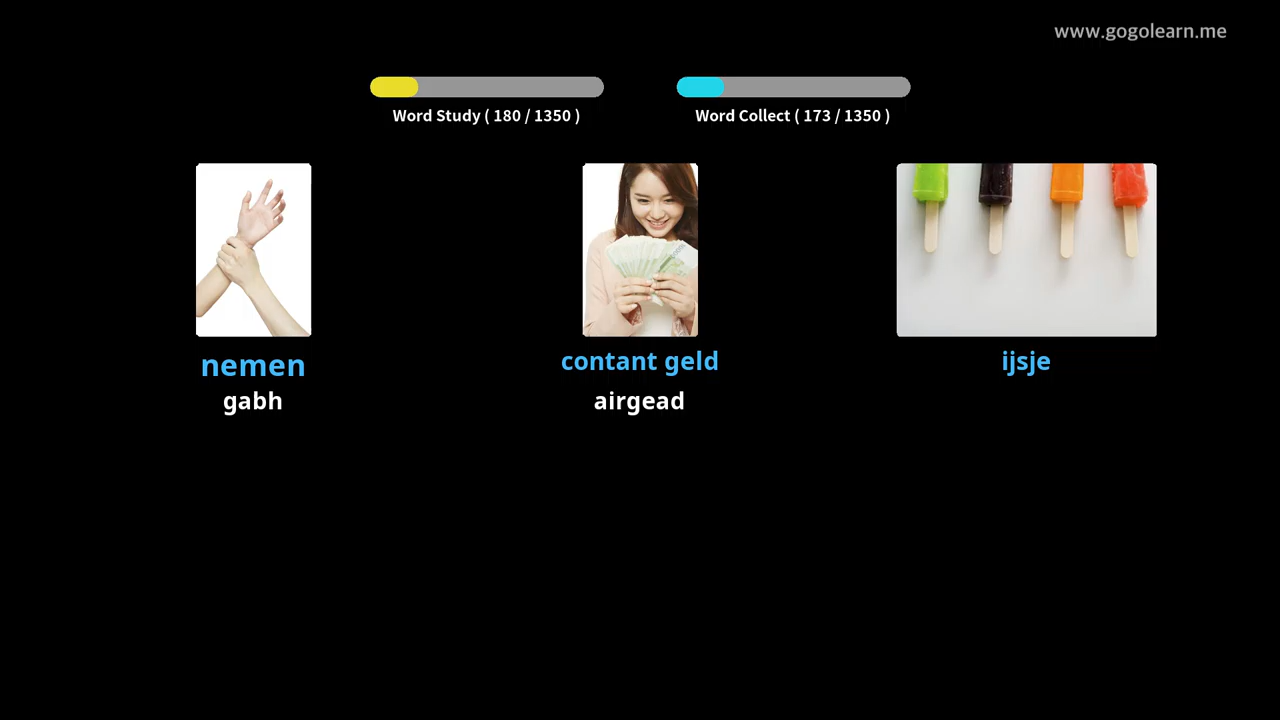 www.gogolearn.me
Word Study ( 180 / 1350 )
Word Collect ( 173 / 1350 )
nemen
gabh
contant geld
airgead
ijsje